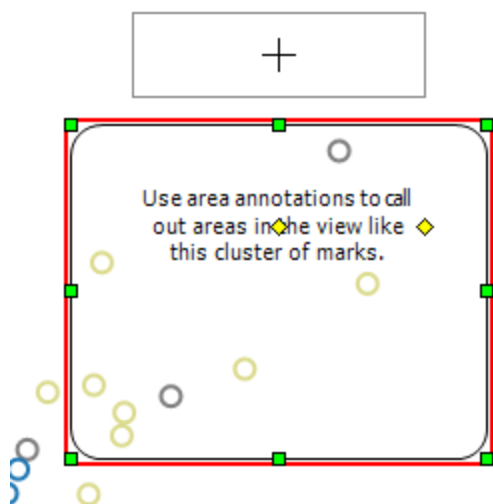 Use area annotations to call
out areas in the view like
this cluster of marks.